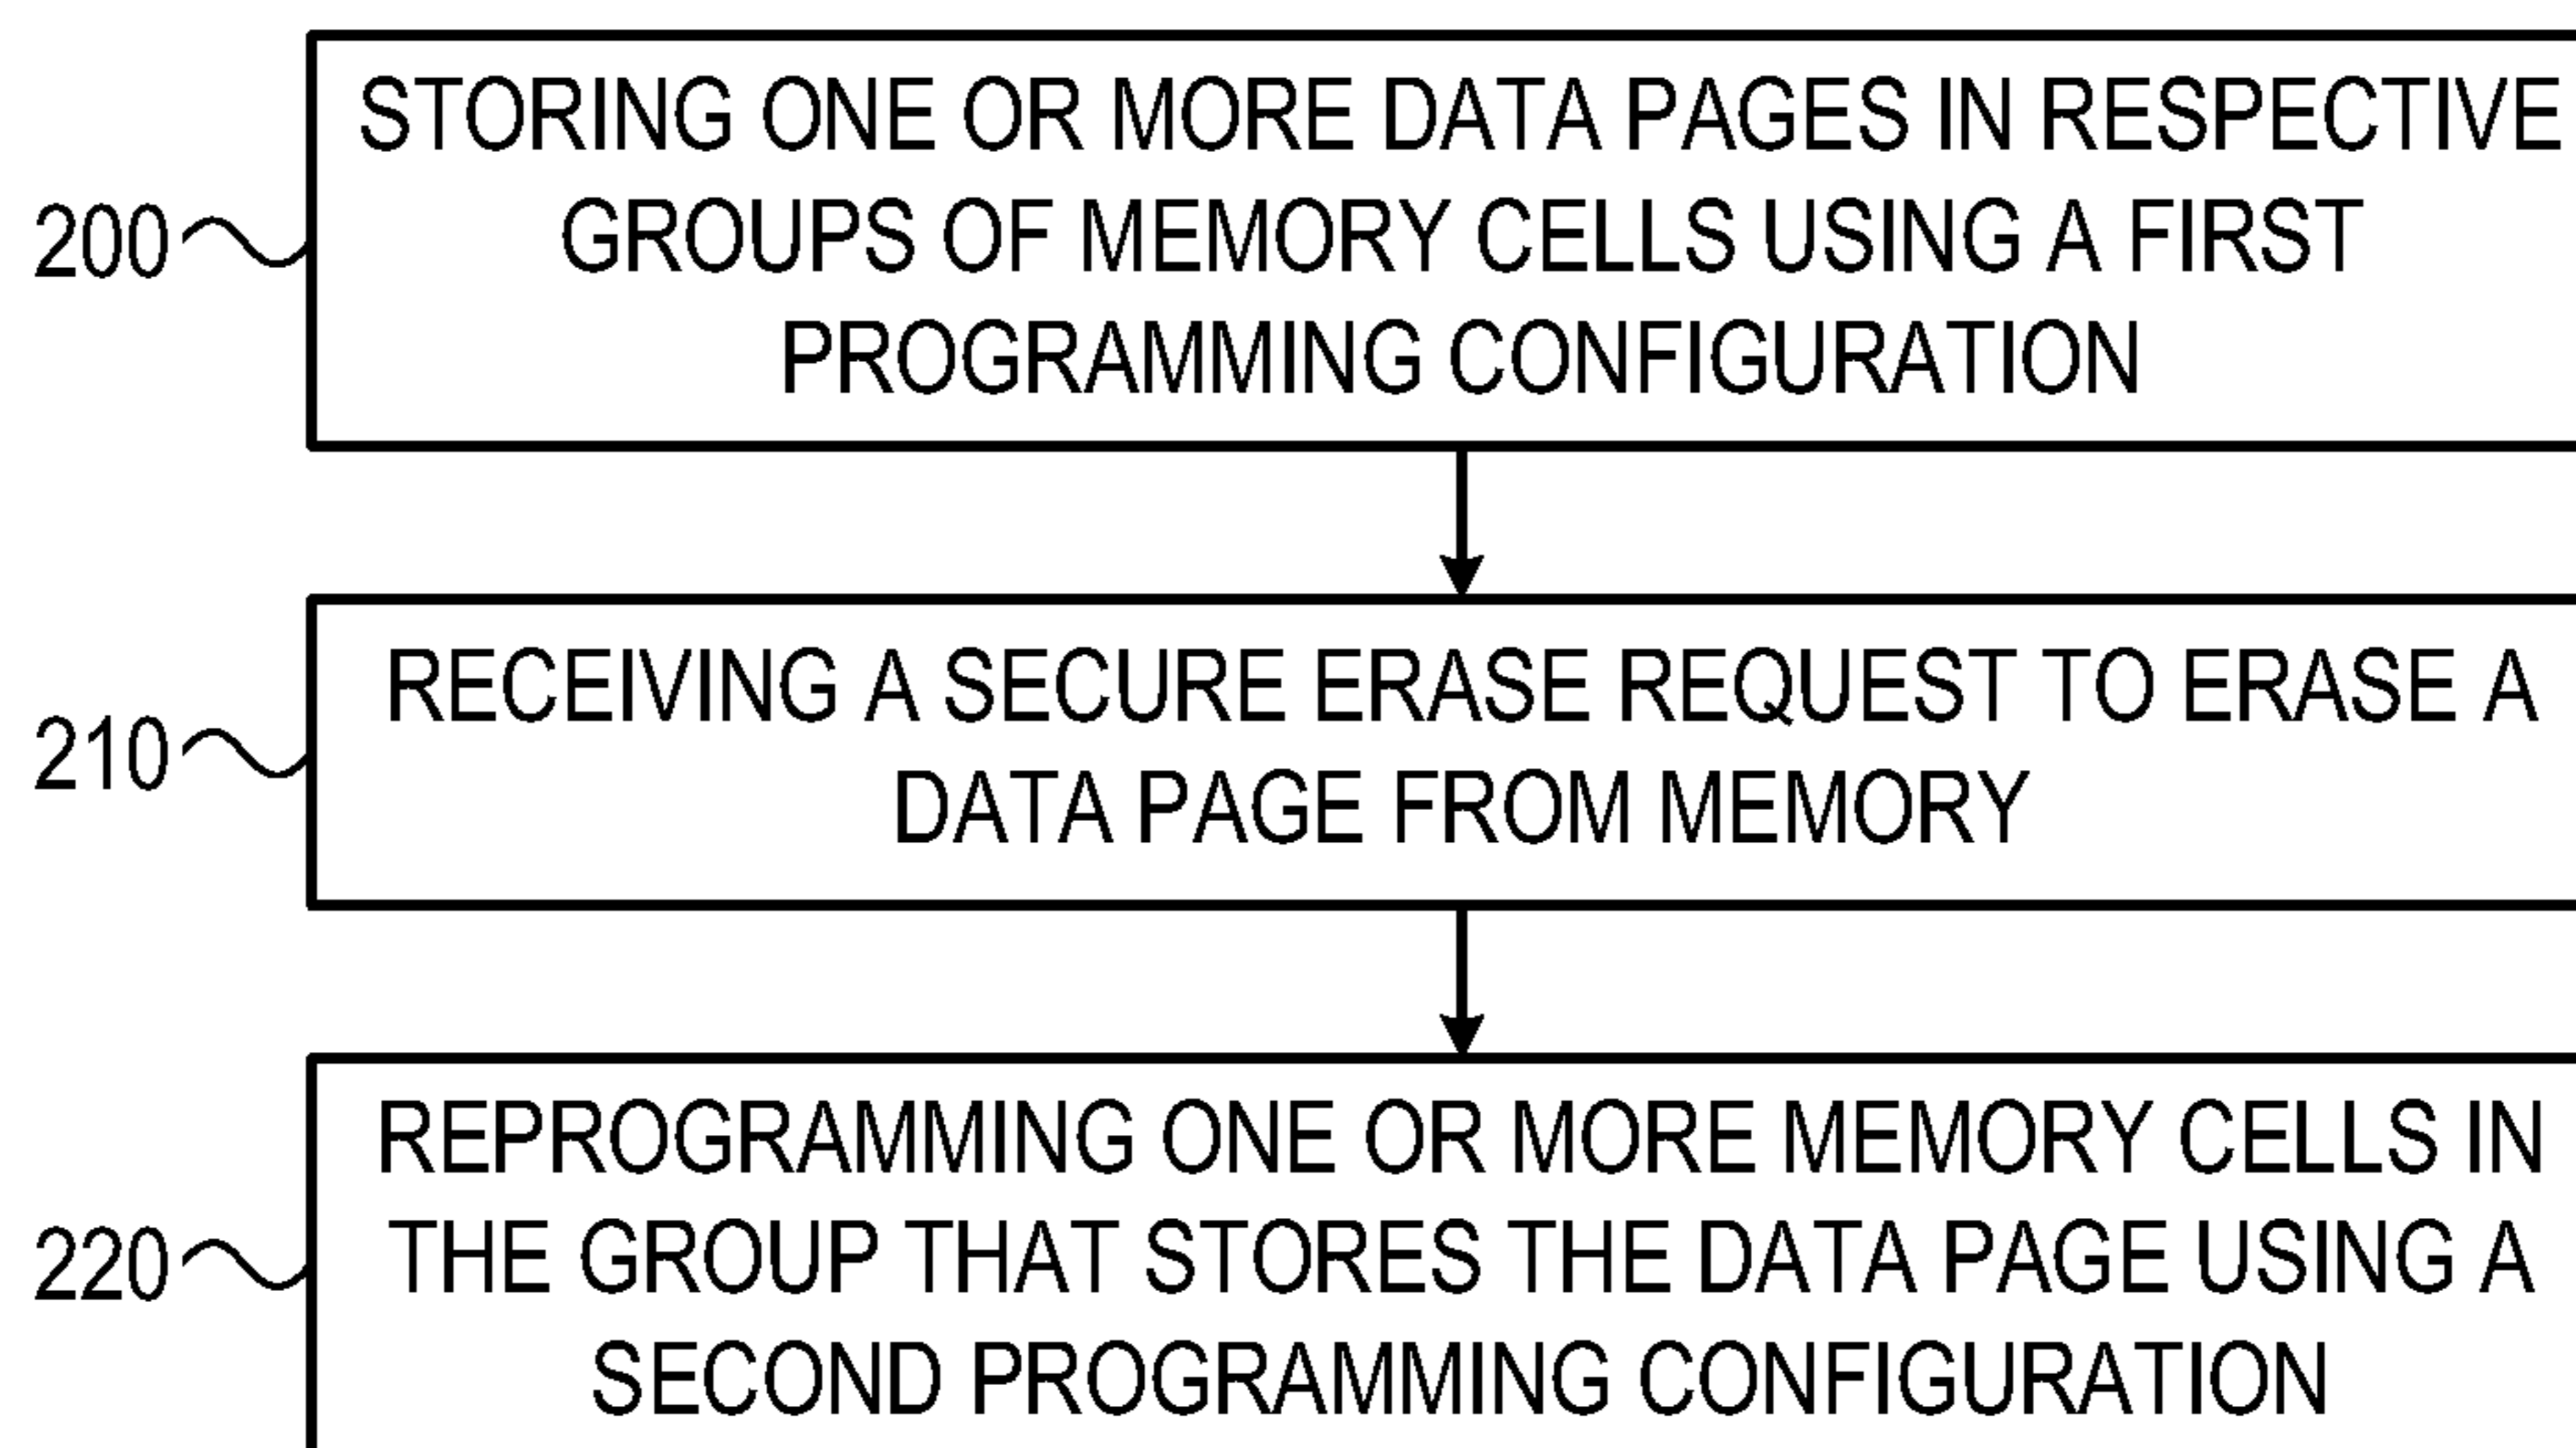 STORING ONE OR MORE DATA PAGES IN RESPECTIVE
GROUPS OF MEMORY CELLS USING A FIRST
PROGRAMMING CONFIGURATION
200
RECEIVING A SECURE ERASE REQUEST TO ERASE A
DATA PAGE FROM MEMORY
210
REPROGRAMMING ONE OR MORE MEMORY CELLS IN
THE GROUP THAT STORES THE DATA PAGE USING A
SECOND PROGRAMMING CONFIGURATION
220